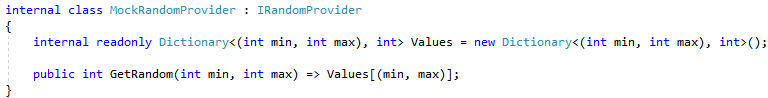 internal class MockRandomProvider : IRandomProvider
{
    internal readonly Dictionary<(int min, int max), int> Values = new Dictionary<(int min, int max), int>();
    public int GetRandom(int min, int max) => Values[(min, max)];
}